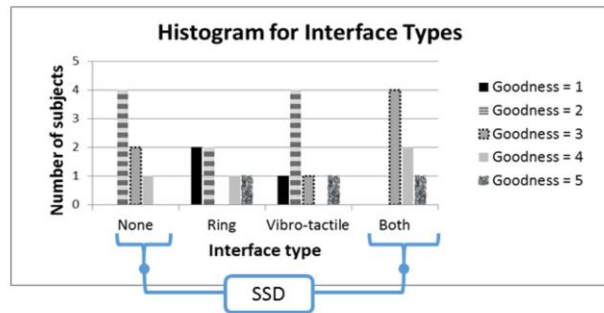 Histogram for Interface Types
Number of subjects
5
4
3
2
1
0
None Ring Vibro-tactile Both
Interface type
Goodness = 1
Goodness = 2
Goodness = 3
Goodness = 4
Goodness = 5
SSD